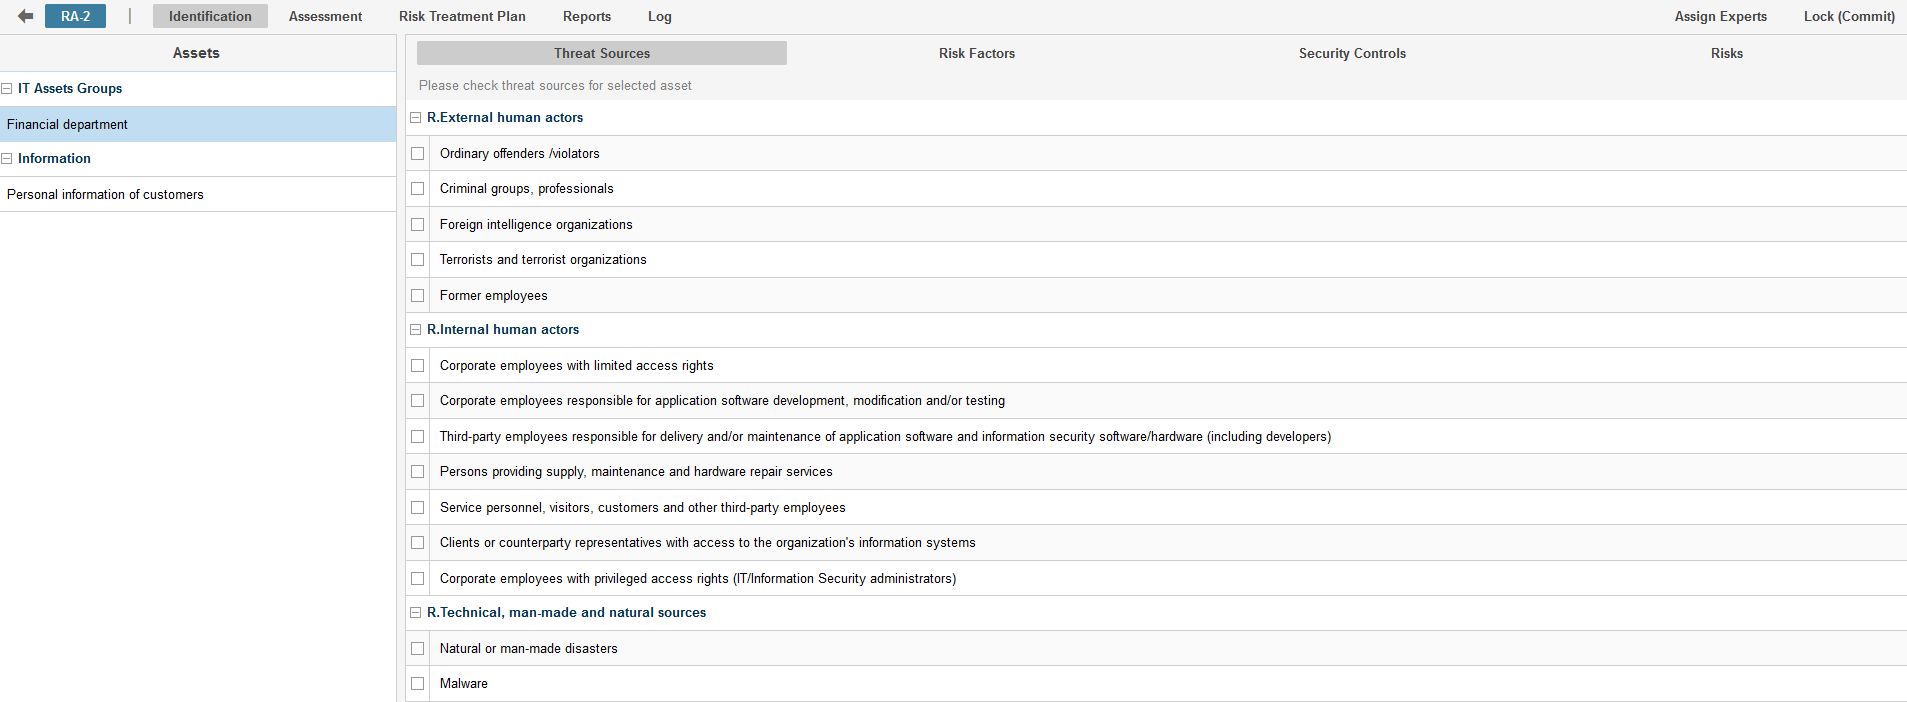 RA-2 | Identification Assessment Risk Treatment Plan Reports Log Assign Experts Lock (Commit)
Assets
IT Assets Groups
Financial department
Information
Personal information of customers
Threat Sources Risk Factors Security Controls Risks
Please check threat sources for selected asset
R.External human actors
Ordinary offenders /violators
Criminal groups, professionals
Foreign intelligence organizations
Terrorists and terrorist organizations
Former employees
R.Internal human actors
Corporate employees with limited access rights
Corporate employees responsible for application software development, modification and/or testing
Third-party employees responsible for delivery and/or maintenance of application software and information security software/hardware (including developers)
Persons providing supply, maintenance and hardware repair services
Service personnel, visitors, customers and other third-party employees
Clients or counterparty representatives with access to the organization's information systems
Corporate employees with privileged access rights (IT/Information Security administrators)
R.Technical, man-made and natural sources
Natural or man-made disasters
Malware